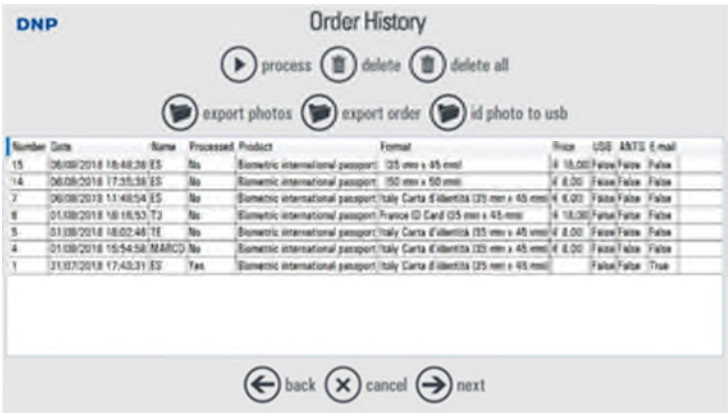 DNP
Order History
process delete delete all
export photos export order id photo to usb
Number Date Name Processed Product Format Price USB ANTS E.mail
15 06/08/2018 18:48:36 ES No Biometric international passport (35 mm x 45 mm) € 18,00 False False False
14 06/08/2018 17:35:38 ES No Biometric international passport (50 mm x 50 mm) € 8,00 False False False
7 06/08/2018 11:48:54 ES No Biometric international passport Italy Carta d'identità (35 mm x 45 mm) € 6,00 False False False
6 01/08/2018 18:18:53 No Biometric international passport France ID Card (35 mm x 45 mm) € 18,00 False False False
5 01/08/2018 18:02:46 TE No Biometric international passport Italy Carta d'identità (35 mm x 45 mm) € 8,00 False False False
4 01/08/2018 15:54:58 MARCO No Biometric international passport Italy Carta d'identità (35 mm x 45 mm) € 8,00 False False False
1 31/07/2018 17:43:31 ES Yes Biometric international passport Italy Carta d'identità (35 mm x 45 mm) False False True
back cancel next